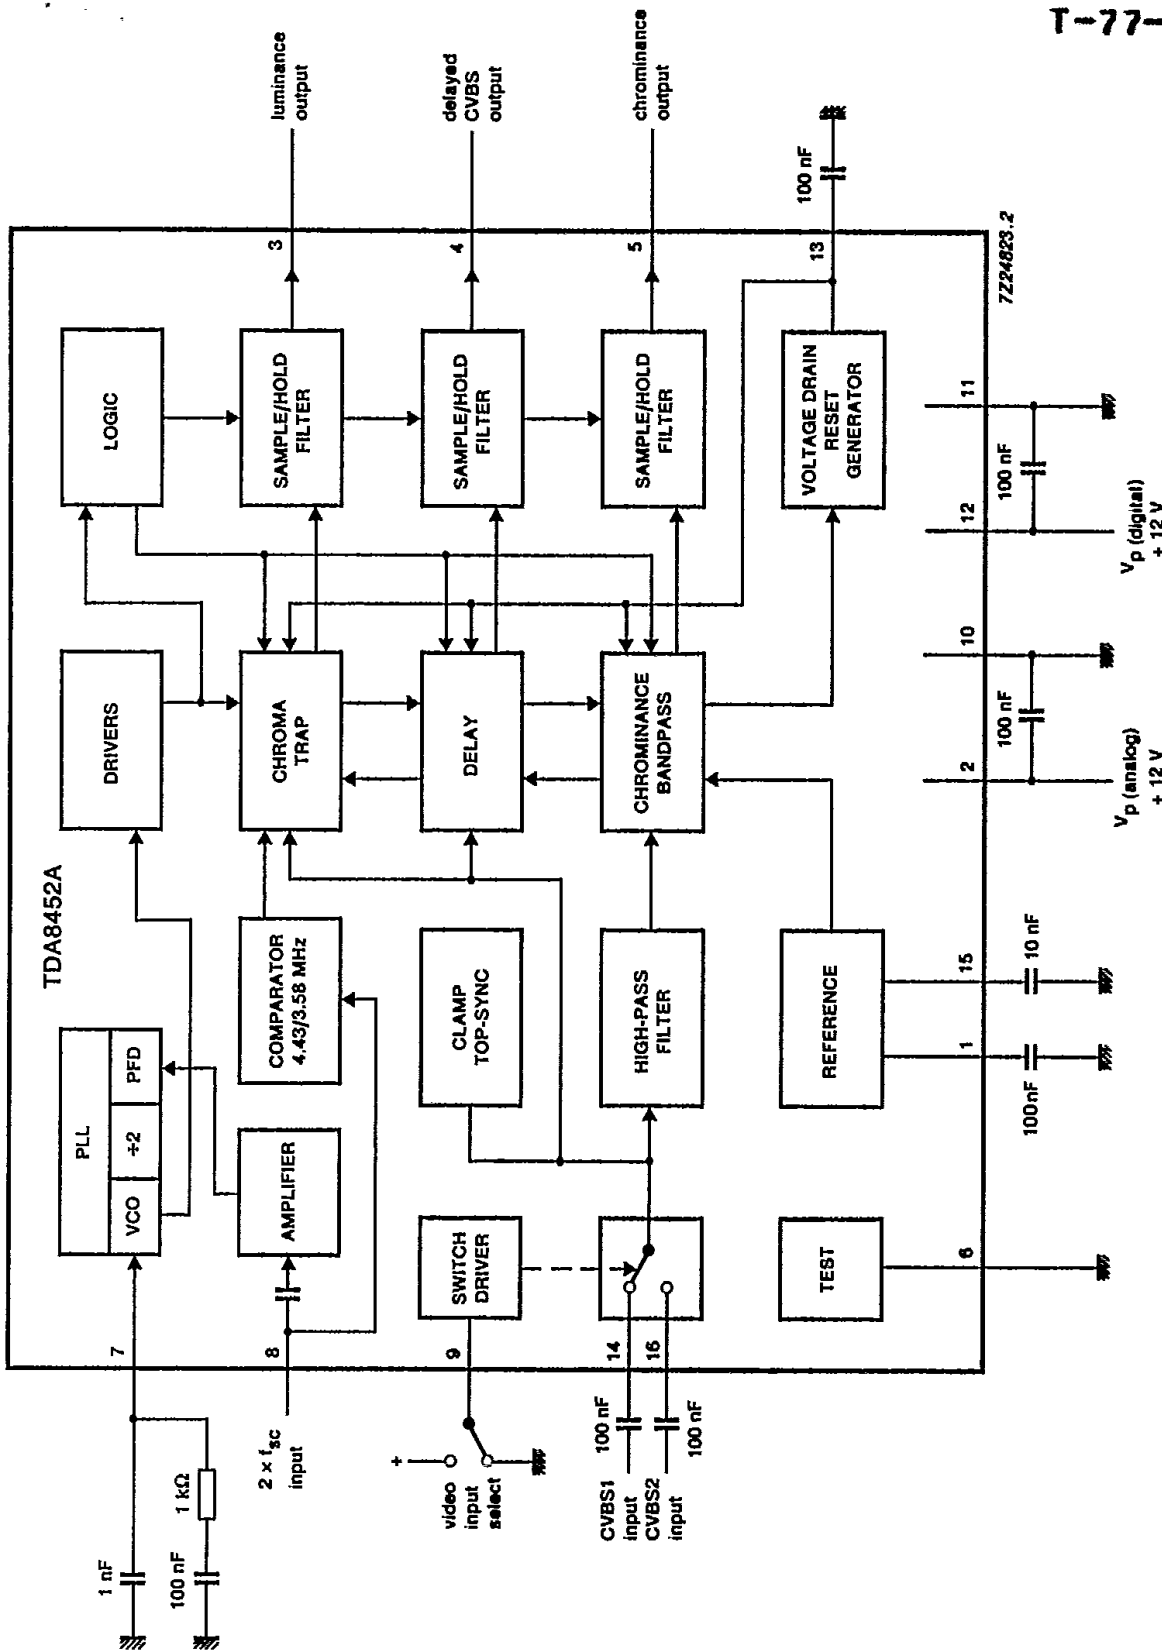 T-77-
TDA8452A
PLL
VCO
÷2
PFD
DRIVERS
LOGIC
7
1 nF
100 nF
1 kΩ
AMPLIFIER
COMPARATOR
4.43/3.58 MHz
CHROMA
TRAP
SAMPLE/HOLD
FILTER
3
luminance
output
8
2 x fsc
input
SWITCH
DRIVER
CLAMP
TOP-SYNC
DELAY
SAMPLE/HOLD
FILTER
4
delayed
CVBS
output
9
+
video
input
select
HIGH-PASS
FILTER
CHROMINANCE
BANDPASS
SAMPLE/HOLD
FILTER
5
chrominance
output
14
16
100 nF
100 nF
CVBS1
input
CVBS2
input
TEST
REFERENCE
VOLTAGE DRAIN
RESET
GENERATOR
13
100 nF
6
1
15
2
10
12
11
7Z24823.2
100nF
10 nF
100 nF
100 nF
Vp (analog)
+ 12 V
Vp (digital)
+ 12 V